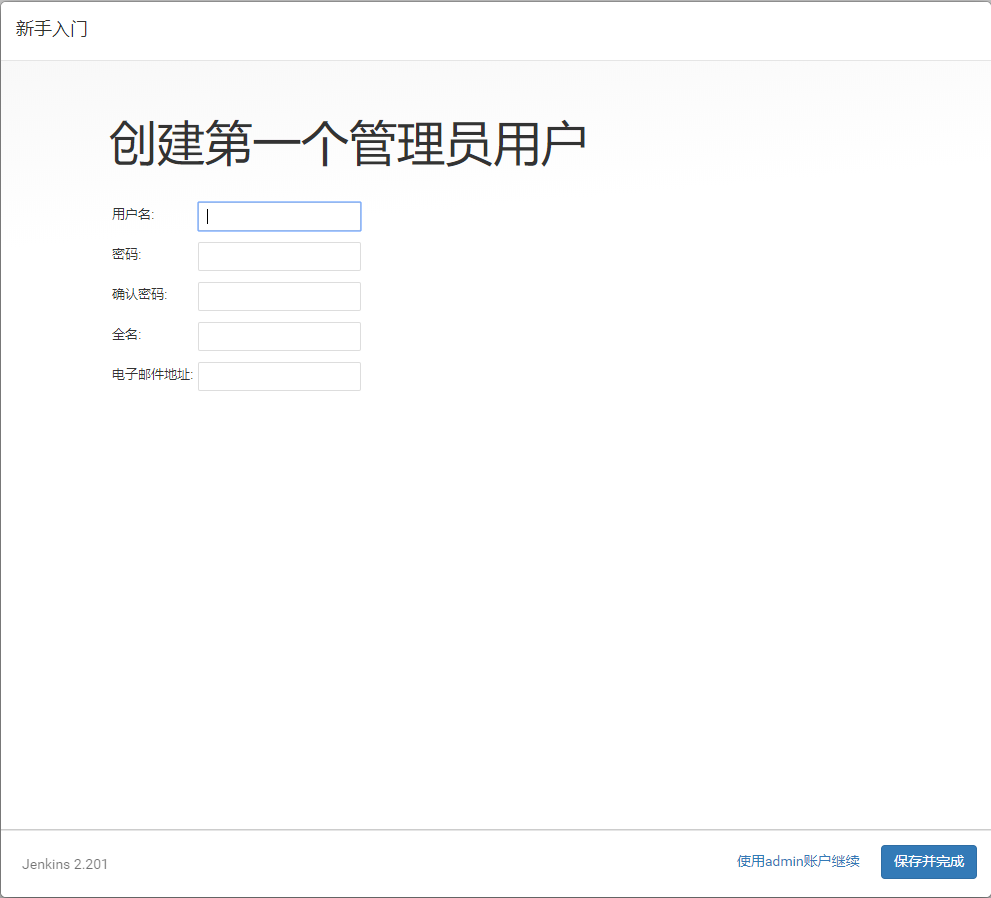 新手入门
创建第一个管理员用户
用户名:
密码:
确认密码:
全名:
电子邮件地址:
Jenkins 2.201
使用admin账户继续
保存并完成